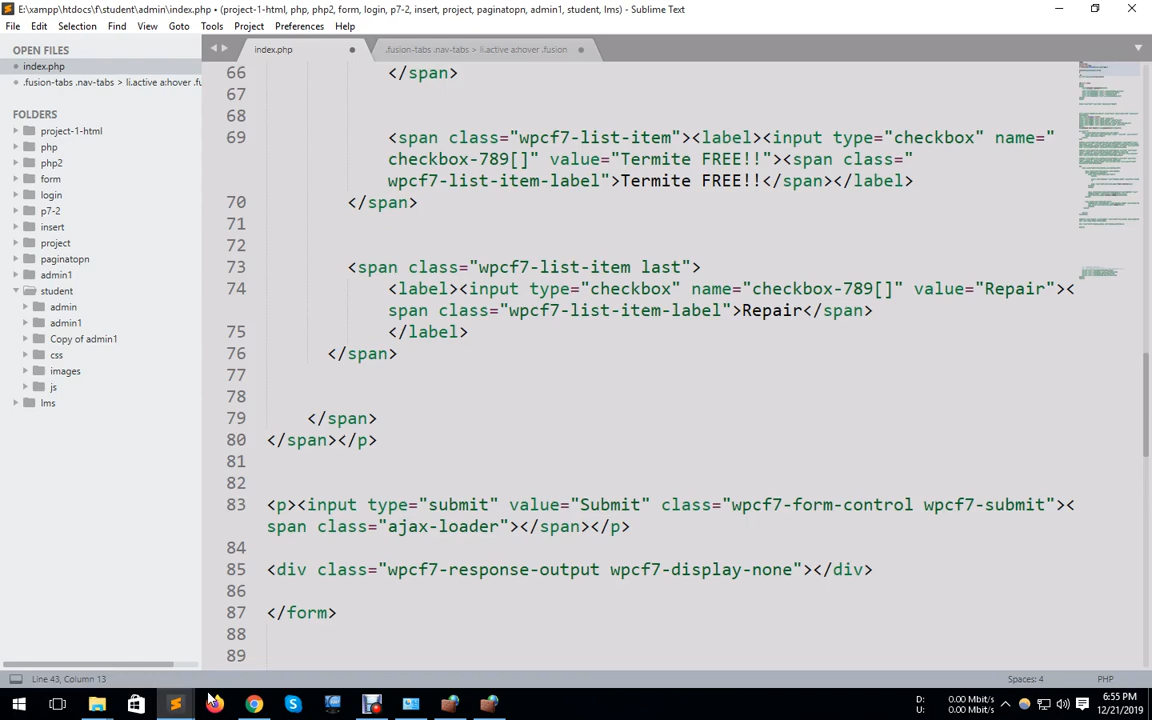 E:\xampp\htdocs\f\student\admin\index.php • (project-1-html, php, php2, form, login, p7-2, insert, project, paginatopn, admin1, student, lms) - Sublime Text
File Edit Selection Find View Goto Tools Project Preferences Help
OPEN FILES
index.php
.fusion-tabs .nav-tabs > li.active a:hover .fu
FOLDERS
project-1-html
php
php2
form
login
p7-2
insert
project
paginatopn
admin1
student
admin
admin1
Copy of admin1
css
images
js
lms
index.php
.fusion-tabs .nav-tabs > li.active a:hover .fusion
66 </span>
67
68
69 <span class="wpcf7-list-item"><label><input type="checkbox" name="
checkbox-789[]" value="Termite FREE!!"><span class="
wpcf7-list-item-label">Termite FREE!!</span></label>
70 </span>
71
72
73 <span class="wpcf7-list-item last">
74 <label><input type="checkbox" name="checkbox-789[]" value="Repair"><
span class="wpcf7-list-item-label">Repair</span>
75 </label>
76 </span>
77
78
79 </span>
80 </span></p>
81
82
83 <p><input type="submit" value="Submit" class="wpcf7-form-control wpcf7-submit"><
span class="ajax-loader"></span></p>
84
85 <div class="wpcf7-response-output wpcf7-display-none"></div>
86
87 </form>
88
89
Line 43, Column 13
Spaces: 4
PHP
D: 0.00 Mbit/s
U: 0.00 Mbit/s
6:55 PM
12/21/2019